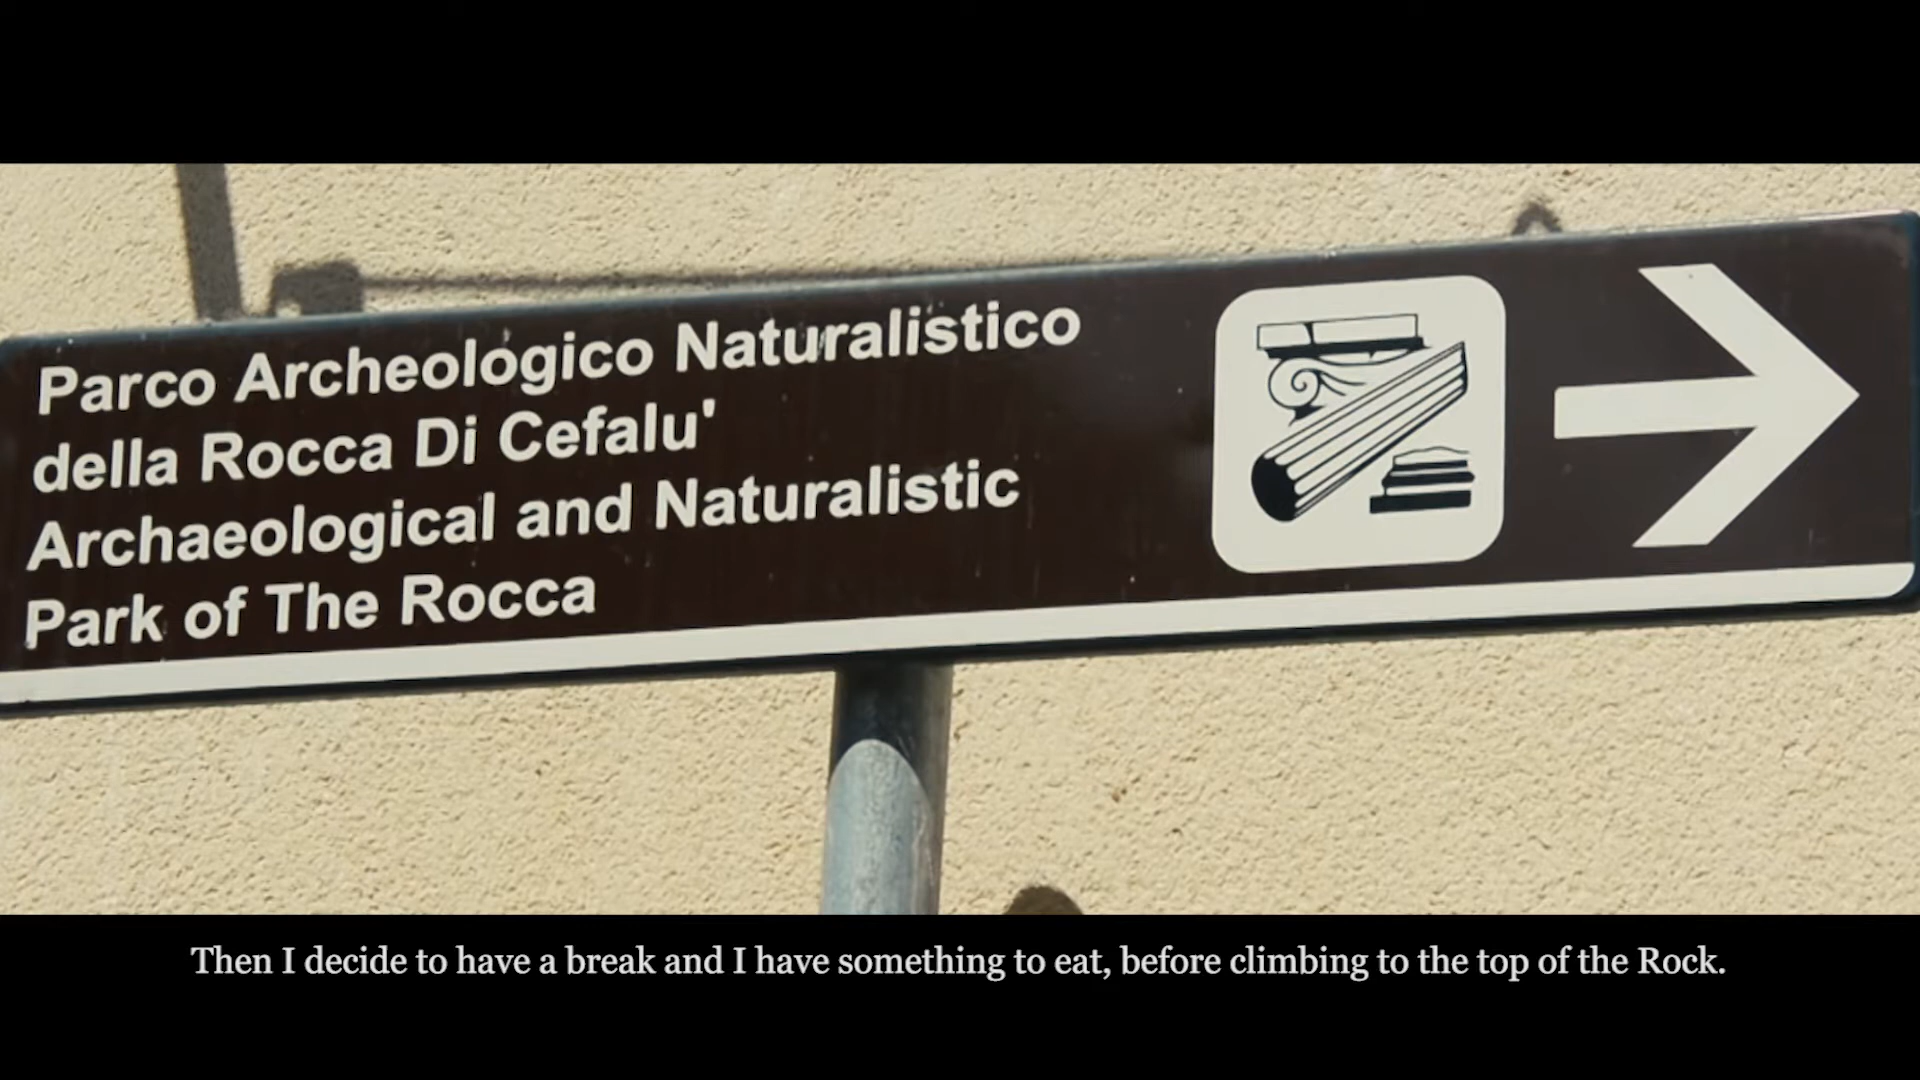 Parco Archeologico Naturalistico
della Rocca Di Cefalu'
Archaeological and Naturalistic
Park of The Rocca
Then I decide to have a break and I have something to eat, before climbing to the top of the Rock.